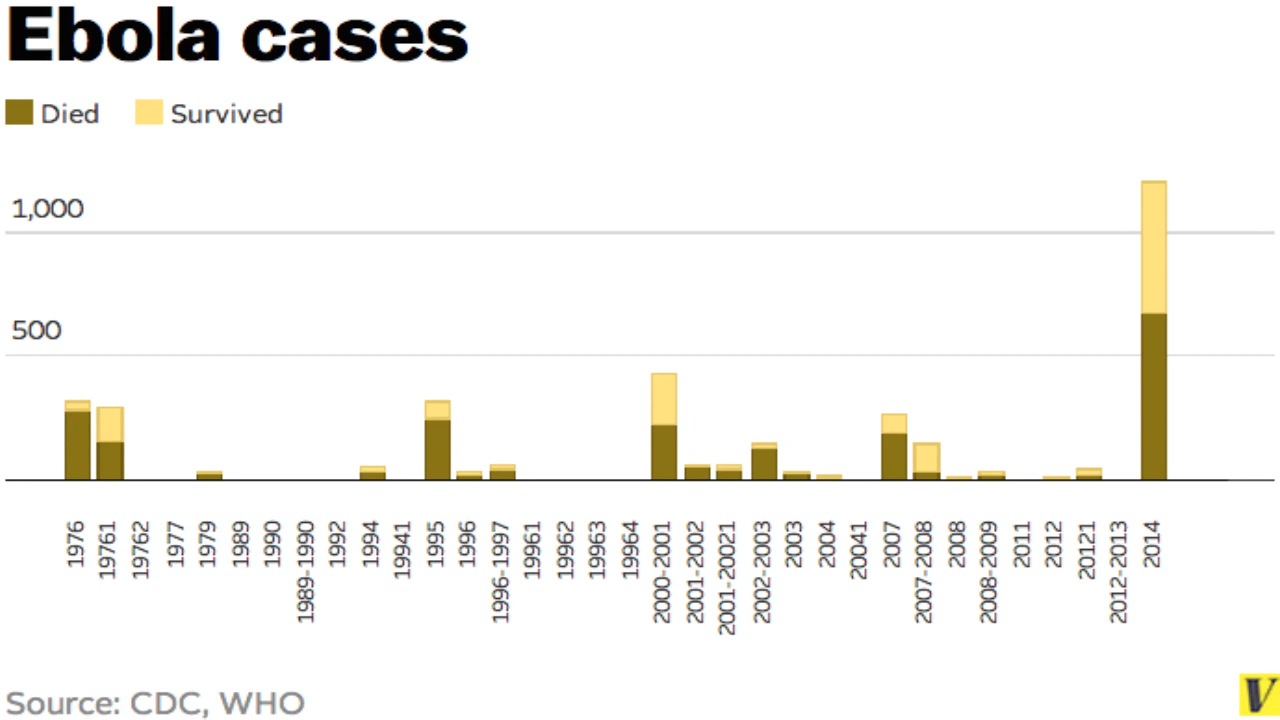 Ebola cases
Died Survived
1,000
500
1976 19761 19762 1977 1979 1989 1990 1989-1990 1992 1994 19941 1995 1996 1996-1997 19961 19962 19963 19964 2000-2001 2001-2002 2001-20021 2002-2003 2003 2004 20041 2007 2007-2008 2008 2008-2009 2011 2012 20121 2012-2013 2014
Source: CDC, WHO
V